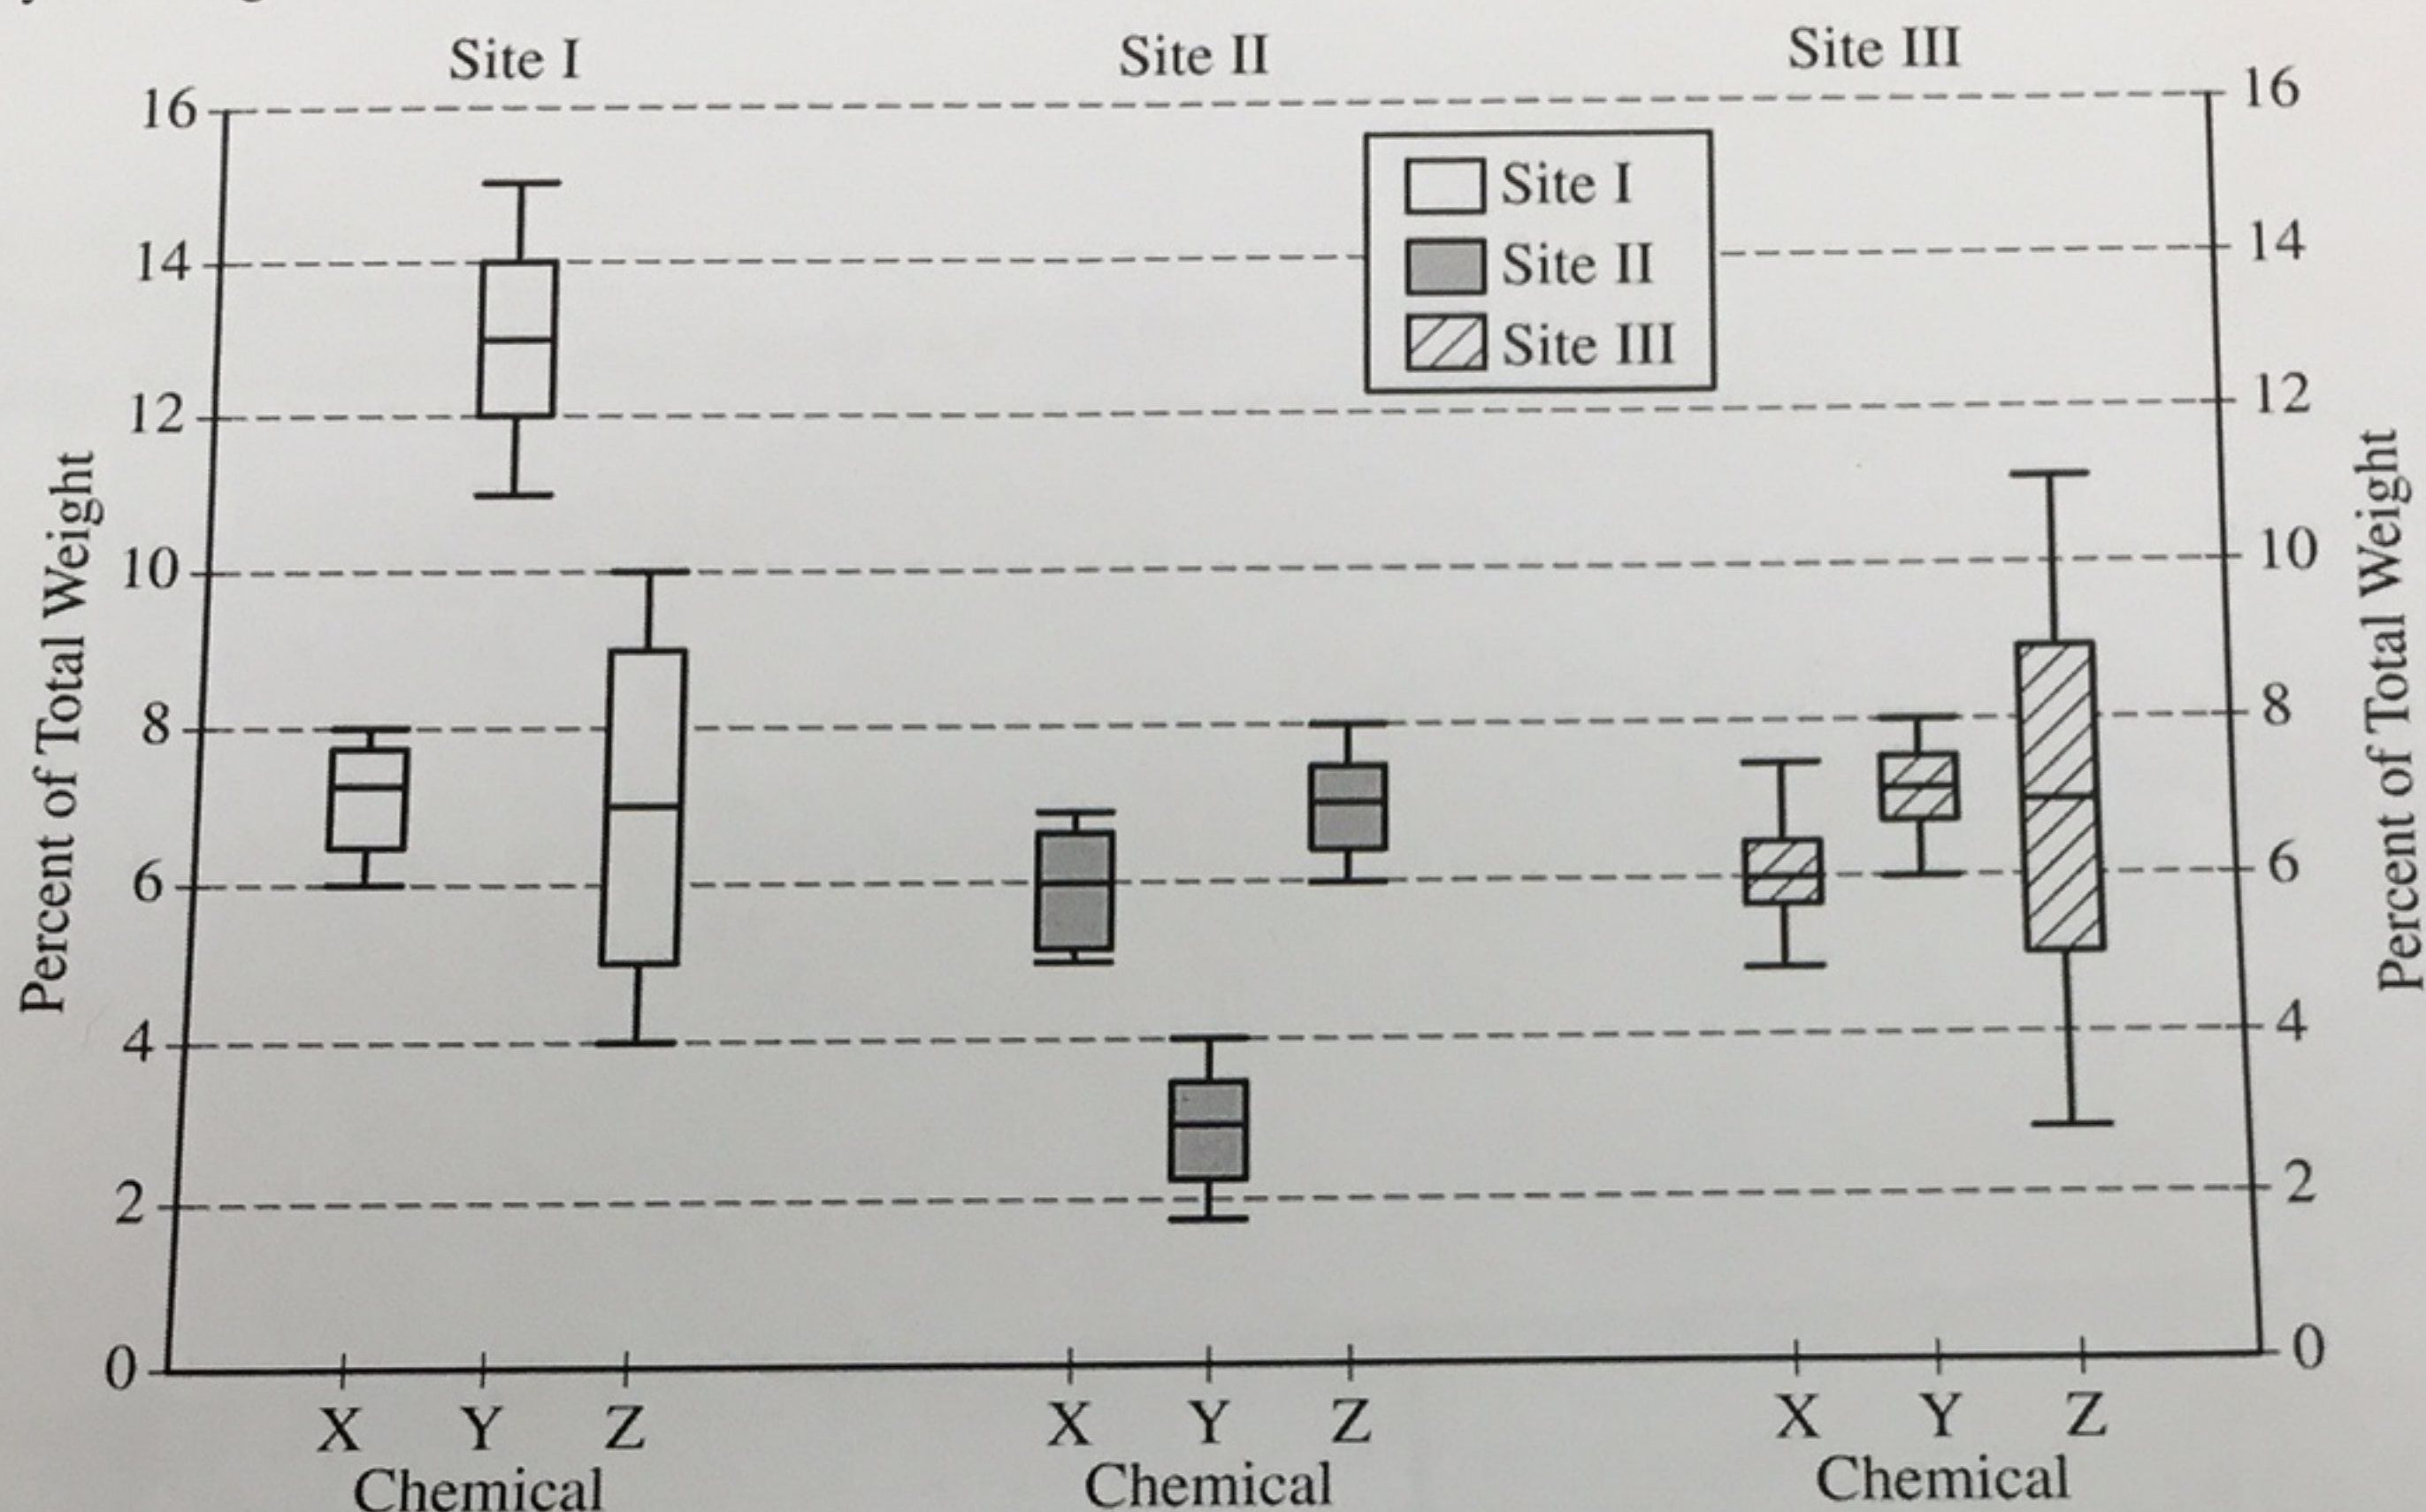 Site I Site II Site III
16 16
Site I
14 Site II 14
Site III
12 12
10 10
8 8
6 6
4 4
2 2
0 0
Percent of Total Weight
Percent of Total Weight
X Y Z X Y Z X Y Z
Chemical Chemical Chemical